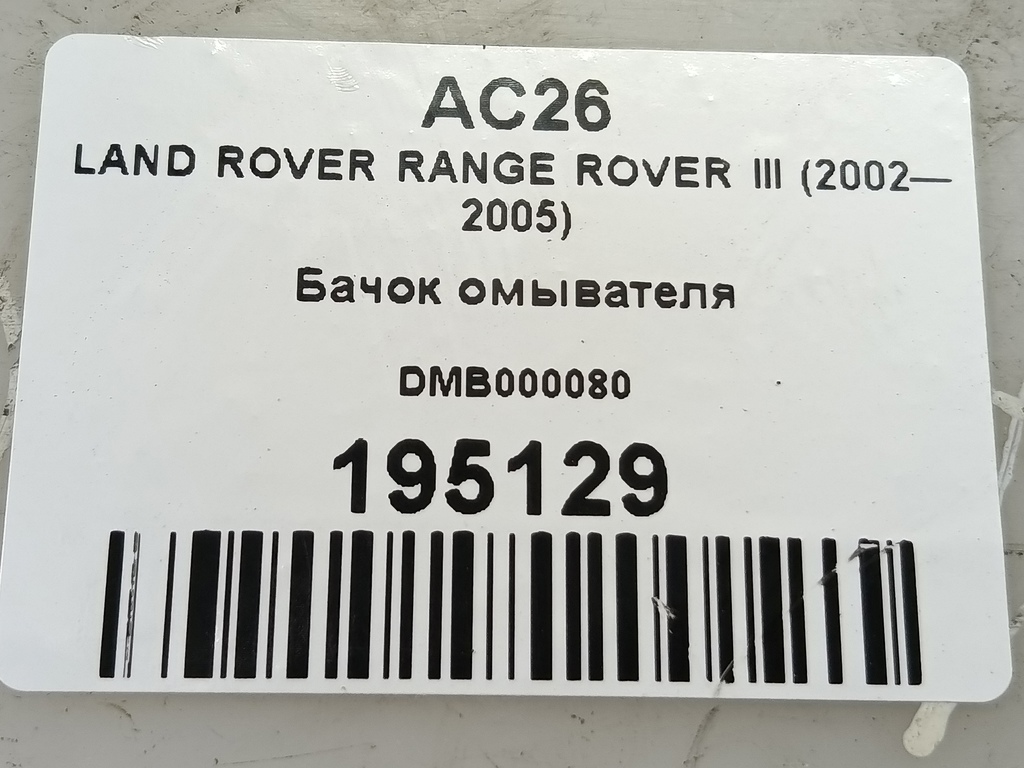 AC26
LAND ROVER RANGE ROVER III (2002—
2005)
Бачок омывателя
DMB000080
195129